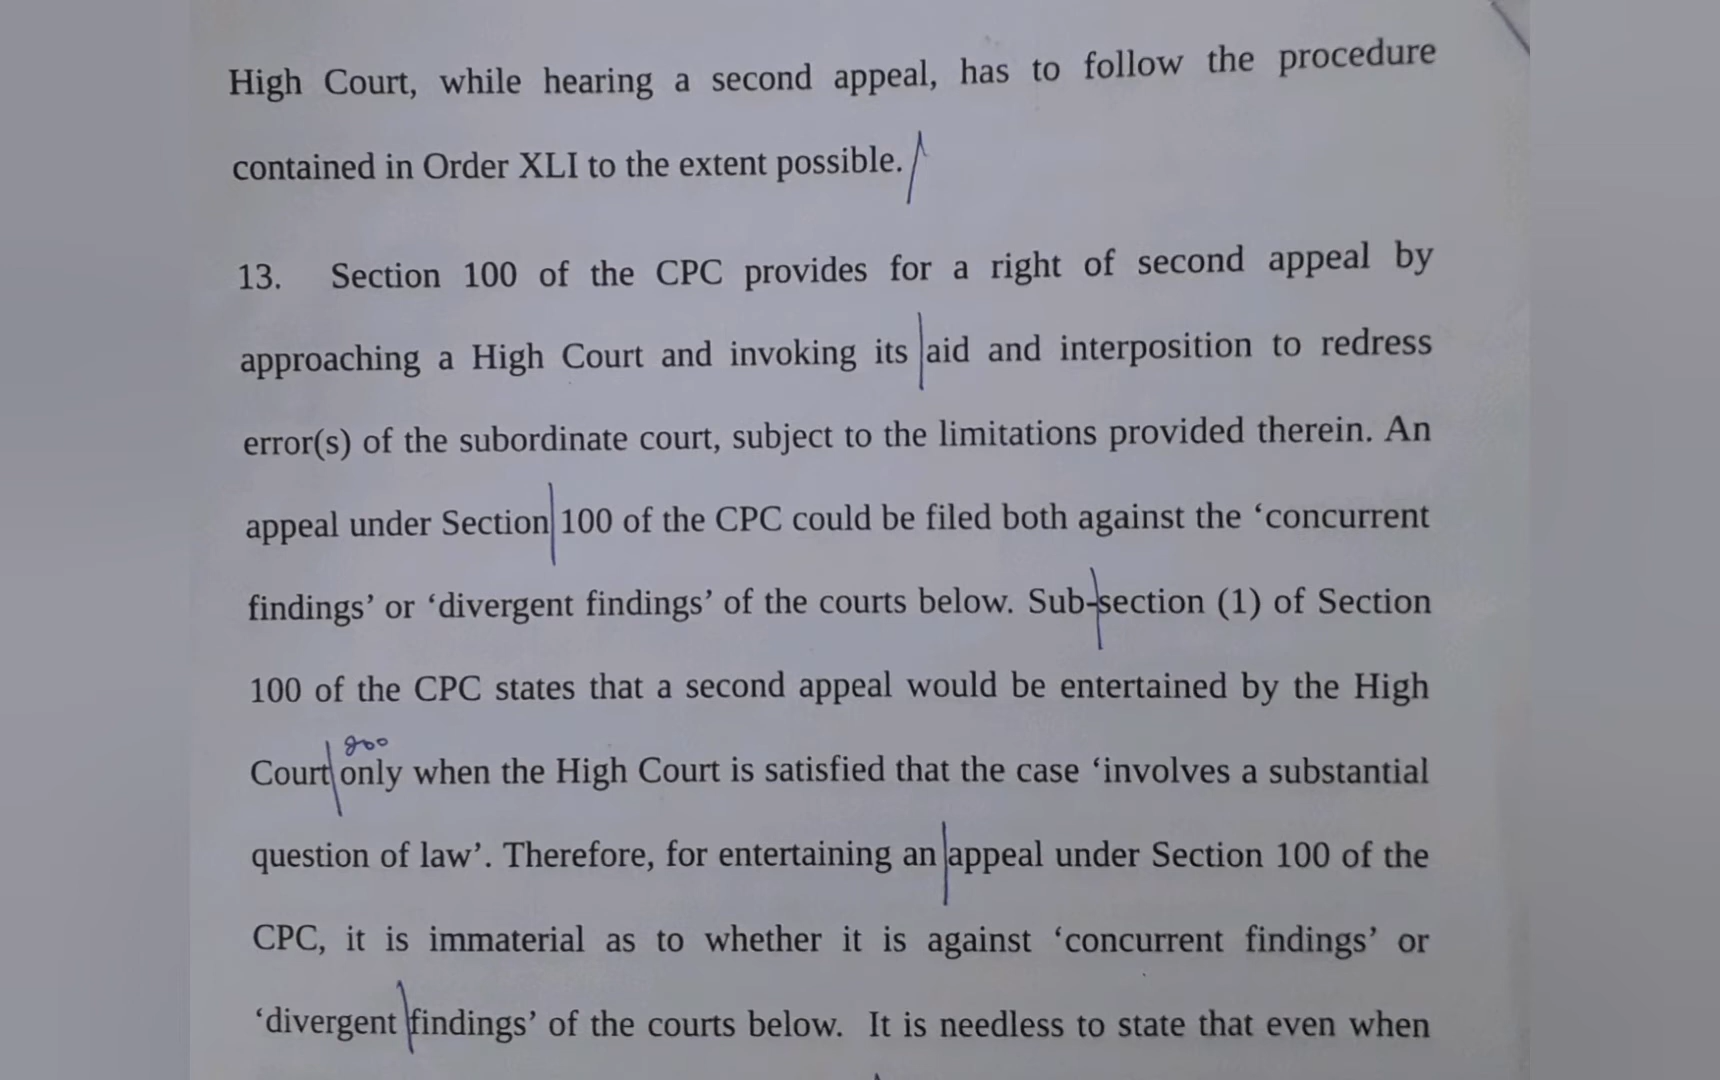 High Court, while hearing a second appeal, has to follow the procedure
contained in Order XLI to the extent possible.
13. Section 100 of the CPC provides for a right of second appeal by
approaching a High Court and invoking its aid and interposition to redress
error(s) of the subordinate court, subject to the limitations provided therein. An
appeal under Section 100 of the CPC could be filed both against the ‘concurrent
findings’ or ‘divergent findings’ of the courts below. Sub-section (1) of Section
100 of the CPC states that a second appeal would be entertained by the High
200
Court only when the High Court is satisfied that the case ‘involves a substantial
question of law’. Therefore, for entertaining an appeal under Section 100 of the
CPC, it is immaterial as to whether it is against ‘concurrent findings’ or
‘divergent findings’ of the courts below. It is needless to state that even when